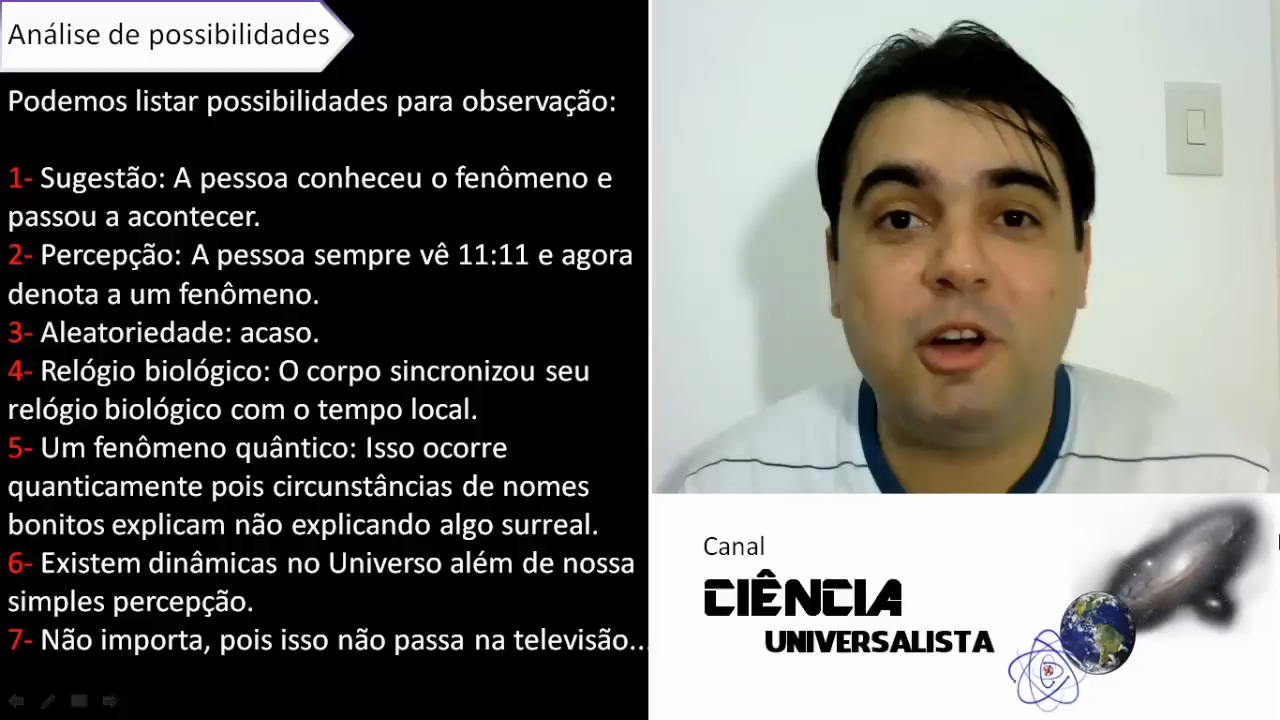 Análise de possibilidades
Podemos listar possibilidades para observação:
1- Sugestão: A pessoa conheceu o fenômeno e
passou a acontecer.
2- Percepção: A pessoa sempre vê 11:11 e agora
denota a um fenômeno.
3- Aleatoriedade: acaso.
4- Relógio biológico: O corpo sincronizou seu
relógio biológico com o tempo local.
5- Um fenômeno quântico: Isso ocorre
quanticamente pois circunstâncias de nomes
bonitos explicam não explicando algo surreal.
6- Existem dinâmicas no Universo além de nossa
simples percepção.
7- Não importa, pois isso não passa na televisão...
Canal
CIÊNCIA
UNIVERSALISTA